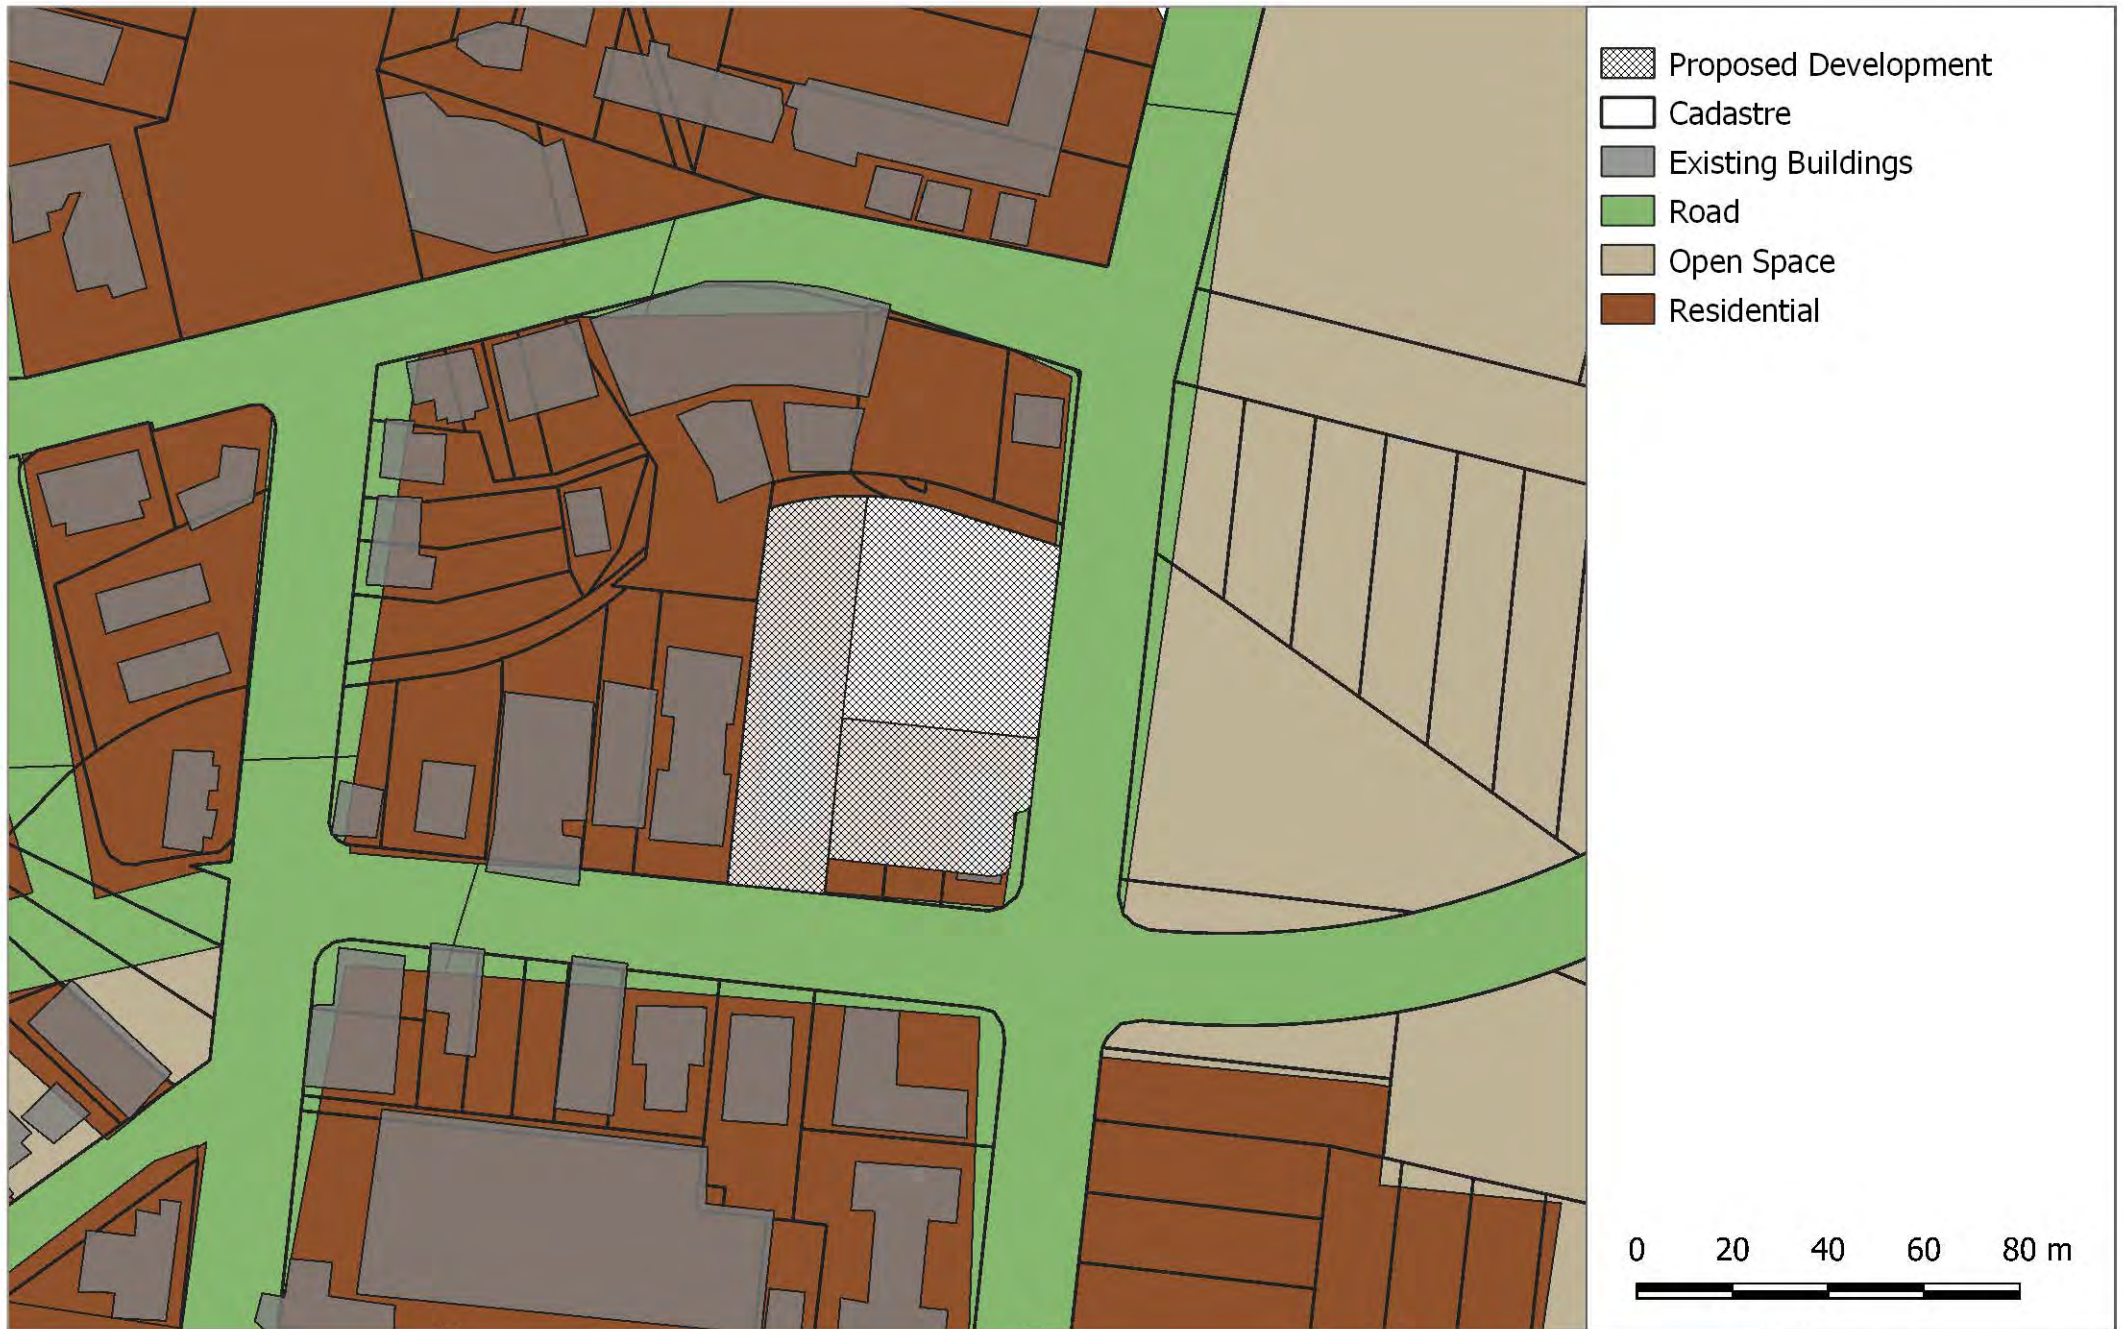 Proposed Development
Cadastre
Existing Buildings
Road
Open Space
Residential
0 20 40 60 80 m